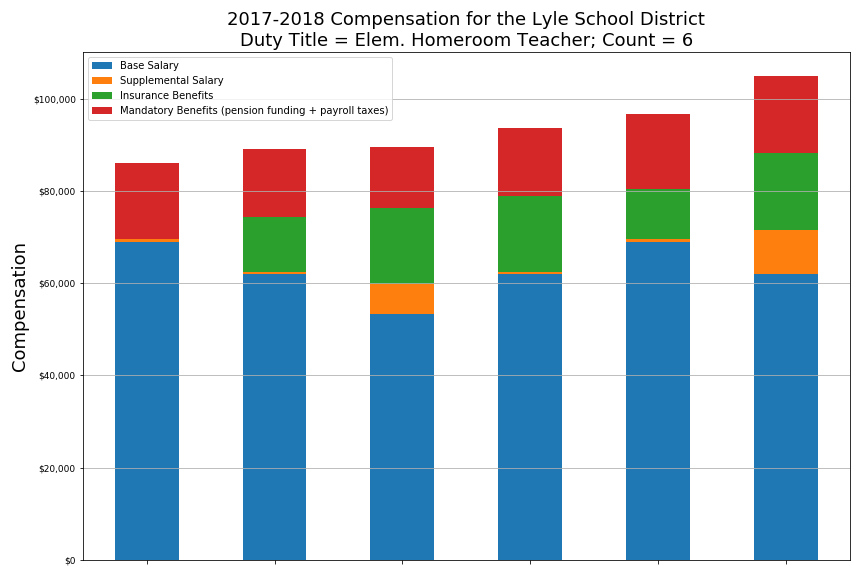 2017-2018 Compensation for the Lyle School District
Duty Title = Elem. Homeroom Teacher; Count = 6
Base Salary
Supplemental Salary
Insurance Benefits
Mandatory Benefits (pension funding + payroll taxes)
$100,000
$80,000
$60,000
$40,000
$20,000
$0
Compensation